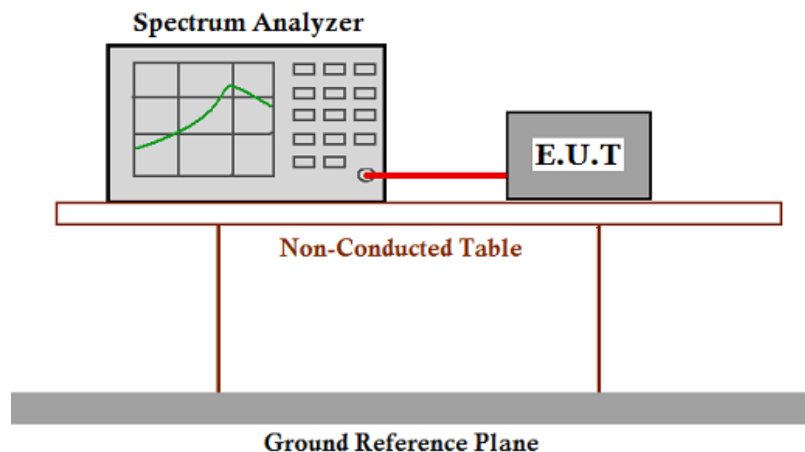 Spectrum Analyzer
E.U.T
Non-Conducted Table
Ground Reference Plane